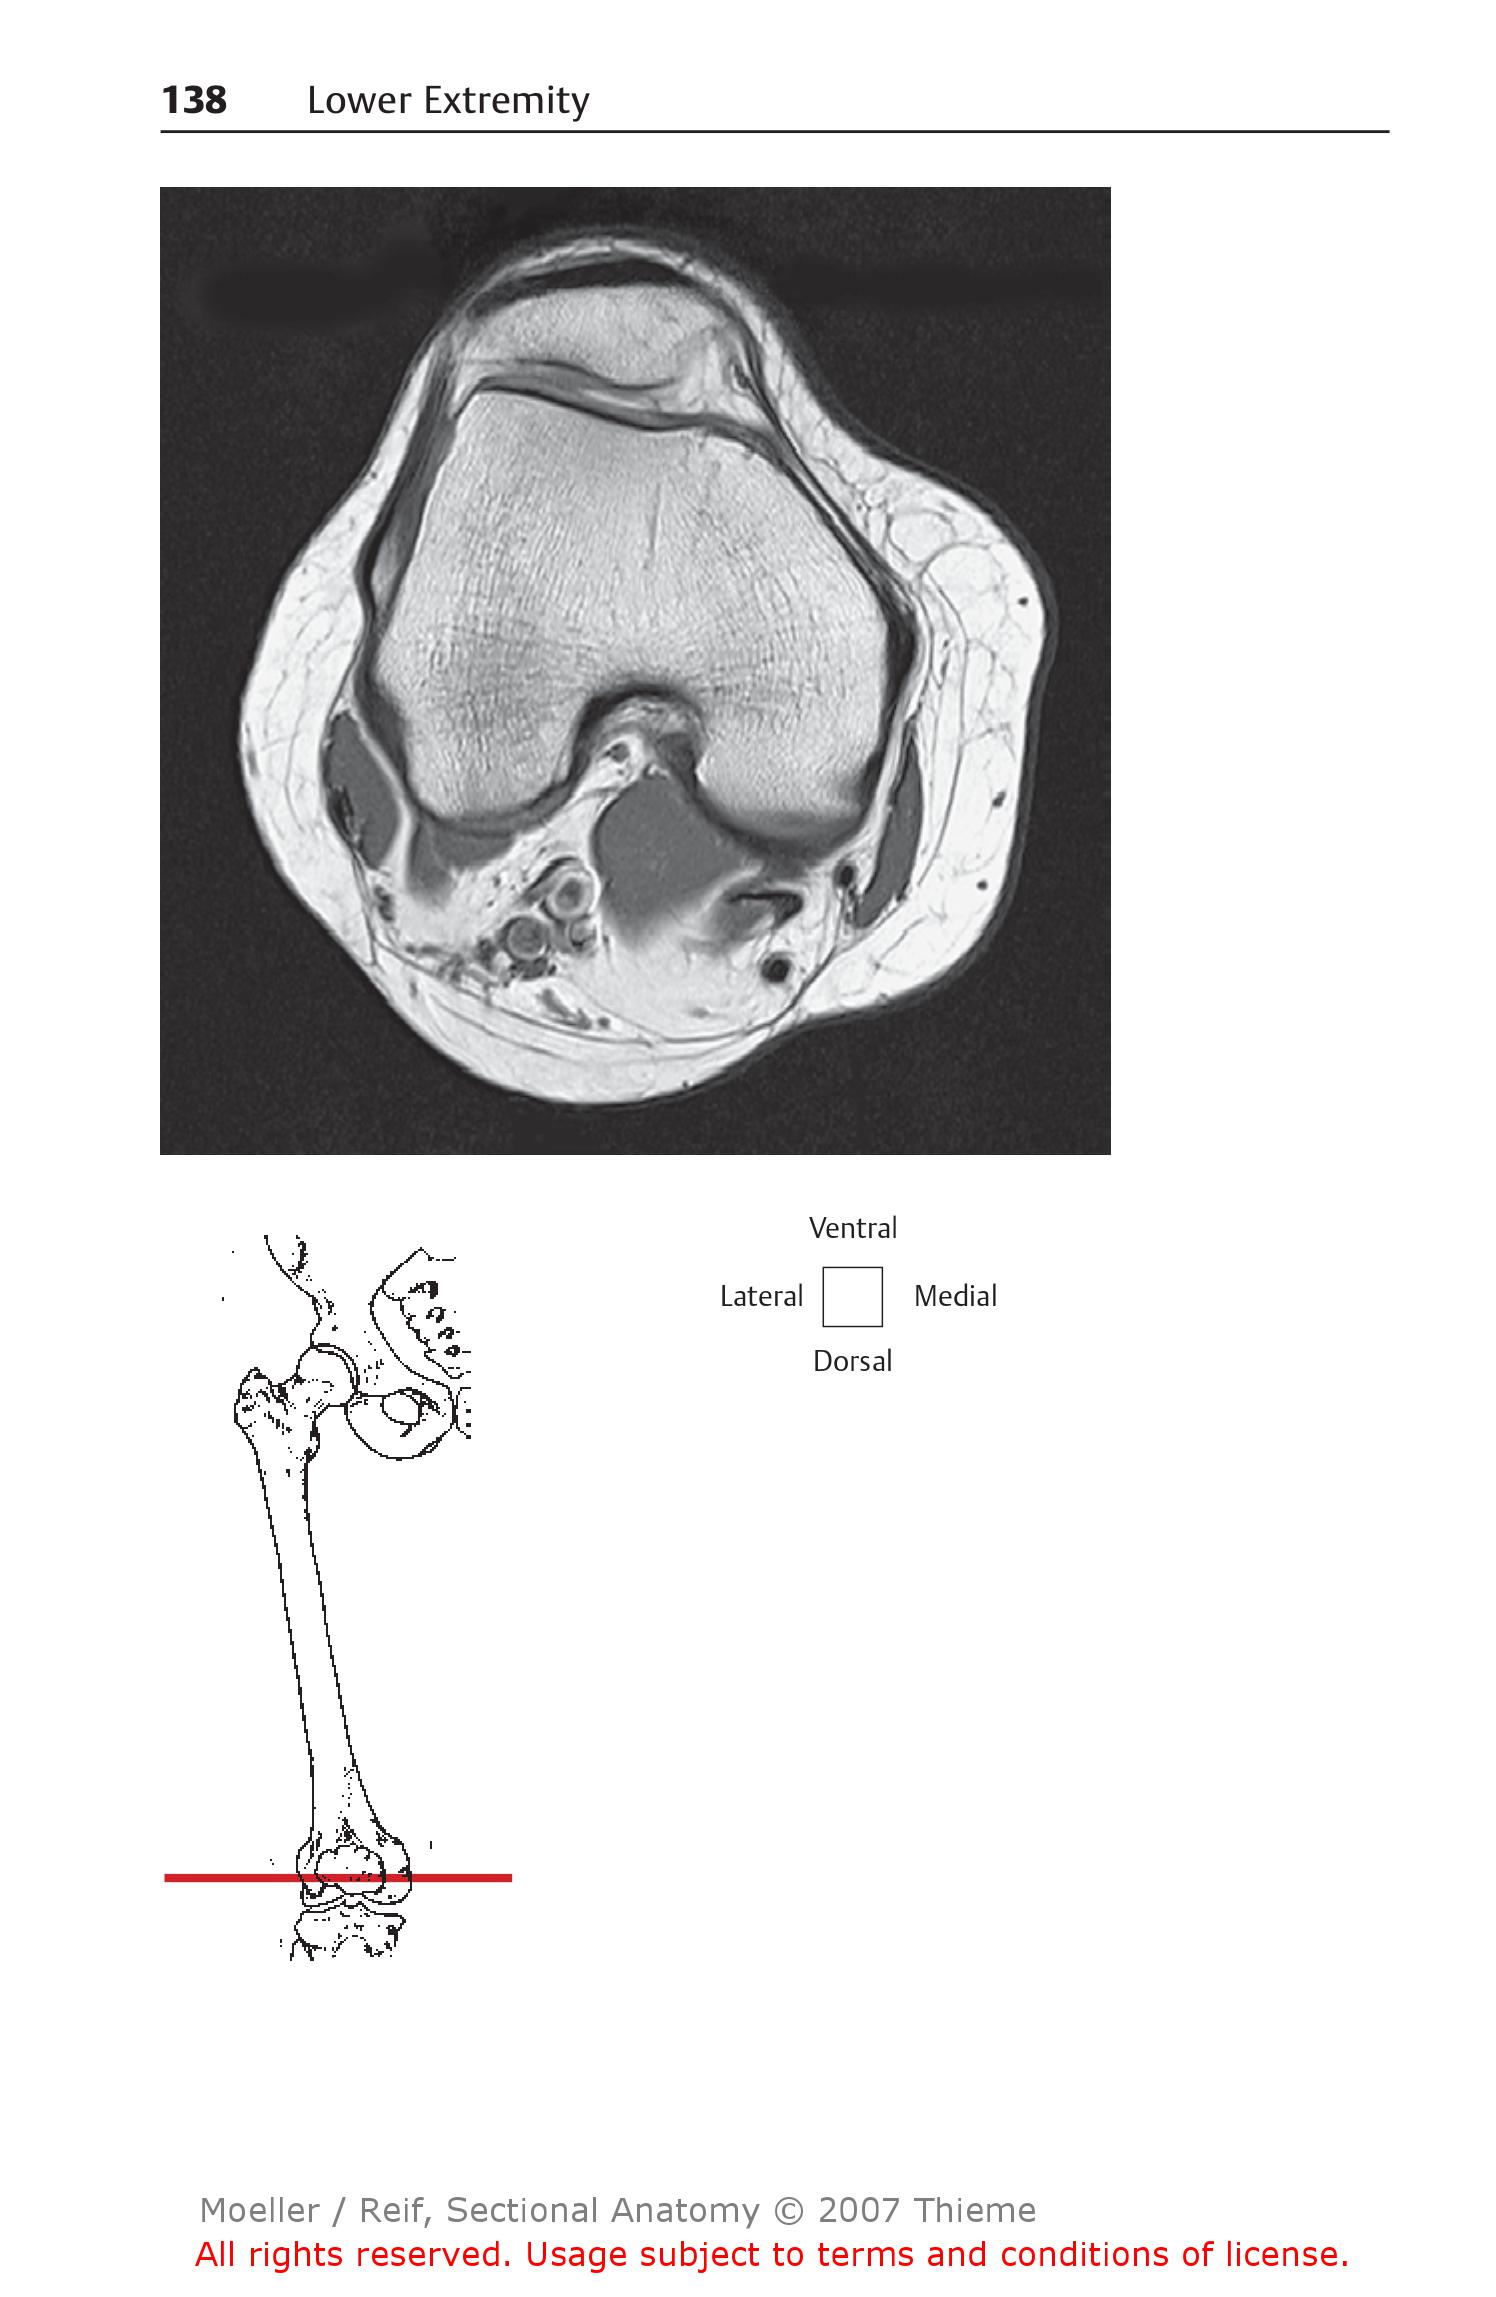 138 Lower Extremity
Ventral
Lateral Medial
Dorsal
Moeller / Reif, Sectional Anatomy © 2007 Thieme
All rights reserved. Usage subject to terms and conditions of license.